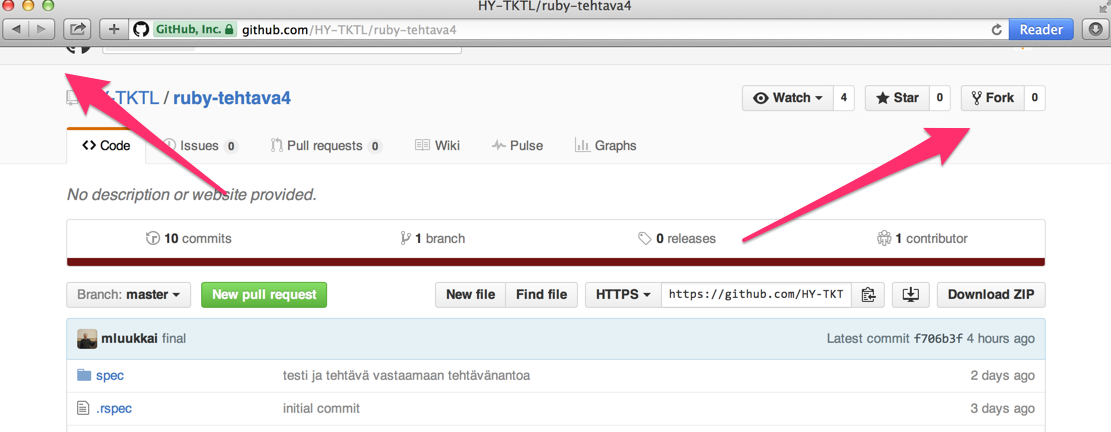 HY-TKTL/ruby-tehtava4
GitHub, Inc. github.com/HY-TKTL/ruby-tehtava4 Reader
-TKTL / ruby-tehtava4 Watch 4 Star 0 Fork 0
Code Issues 0 Pull requests 0 Wiki Pulse Graphs
No description or website provided.
10 commits 1 branch 0 releases 1 contributor
Branch: master New pull request New file Find file HTTPS https://github.com/HY-TKT Download ZIP
mluukkai final Latest commit f706b3f 4 hours ago
spec testi ja tehtävä vastaamaan tehtävänantoa 2 days ago
.rspec initial commit 3 days ago